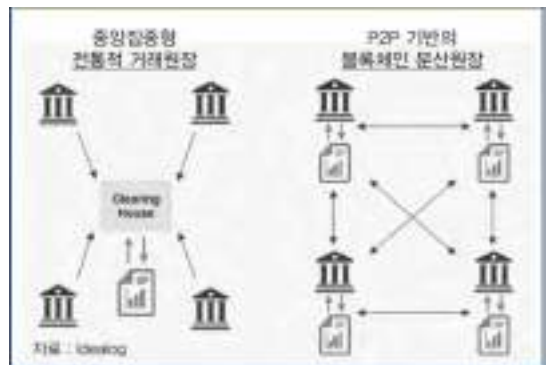 중앙집중형
전통적 거래원장
P2P 기반의
블록체인 분산원장
Clearing
House
자료 :